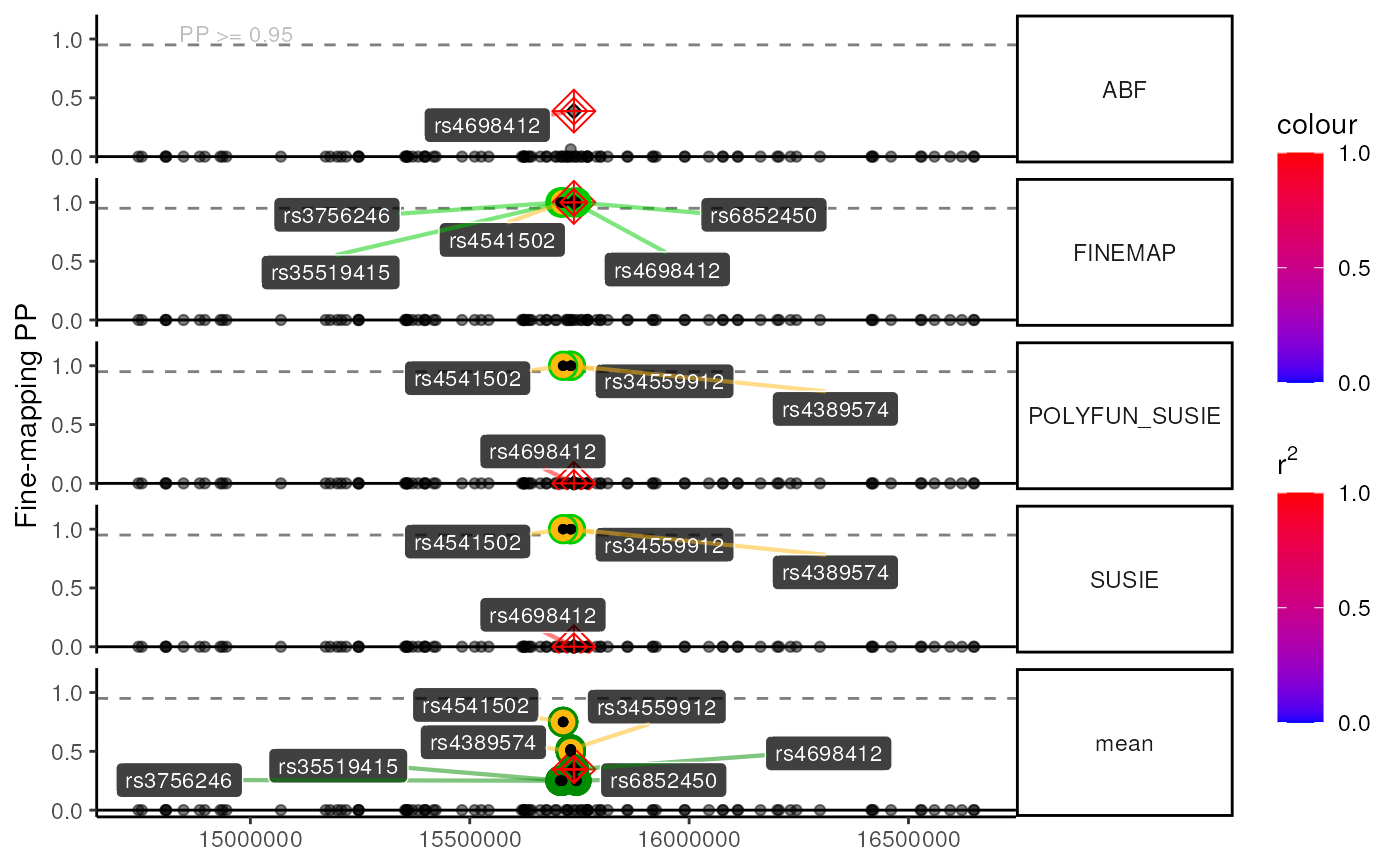 Fine-mapping PP
PP >= 0.95
1.0
0.5
0.0
rs4698412
ABF
1.0
0.5
0.0
rs3756246
rs6852450
rs4541502
rs35519415
rs4698412
FINEMAP
1.0
0.5
0.0
rs4541502
rs34559912
rs4389574
rs4698412
POLYFUN_SUSIE
1.0
0.5
0.0
rs4541502
rs34559912
rs4389574
rs4698412
SUSIE
1.0
0.5
0.0
rs4541502
rs34559912
rs4389574
rs4698412
rs35519415
rs3756246
rs6852450
mean
15000000
15500000
16000000
16500000
colour
1.0
0.5
0.0
r²
1.0
0.5
0.0